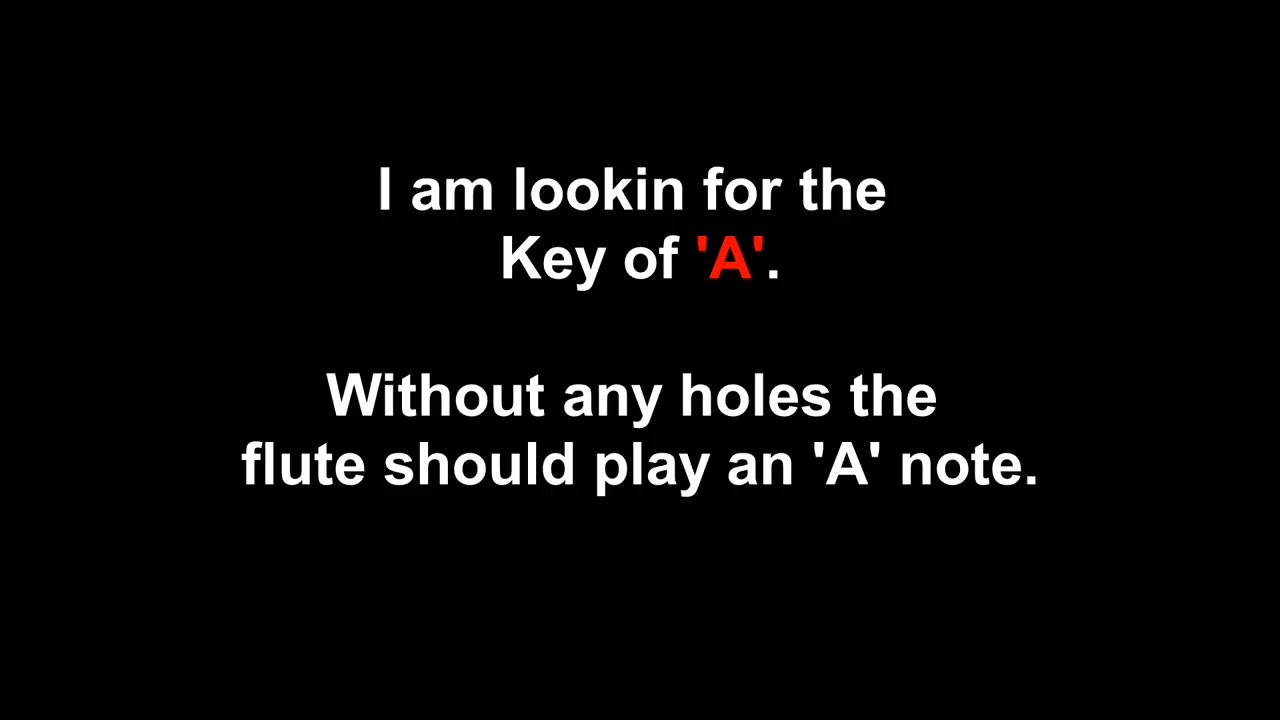 I am lookin for the
Key of 'A'.
Without any holes the
flute should play an 'A' note.